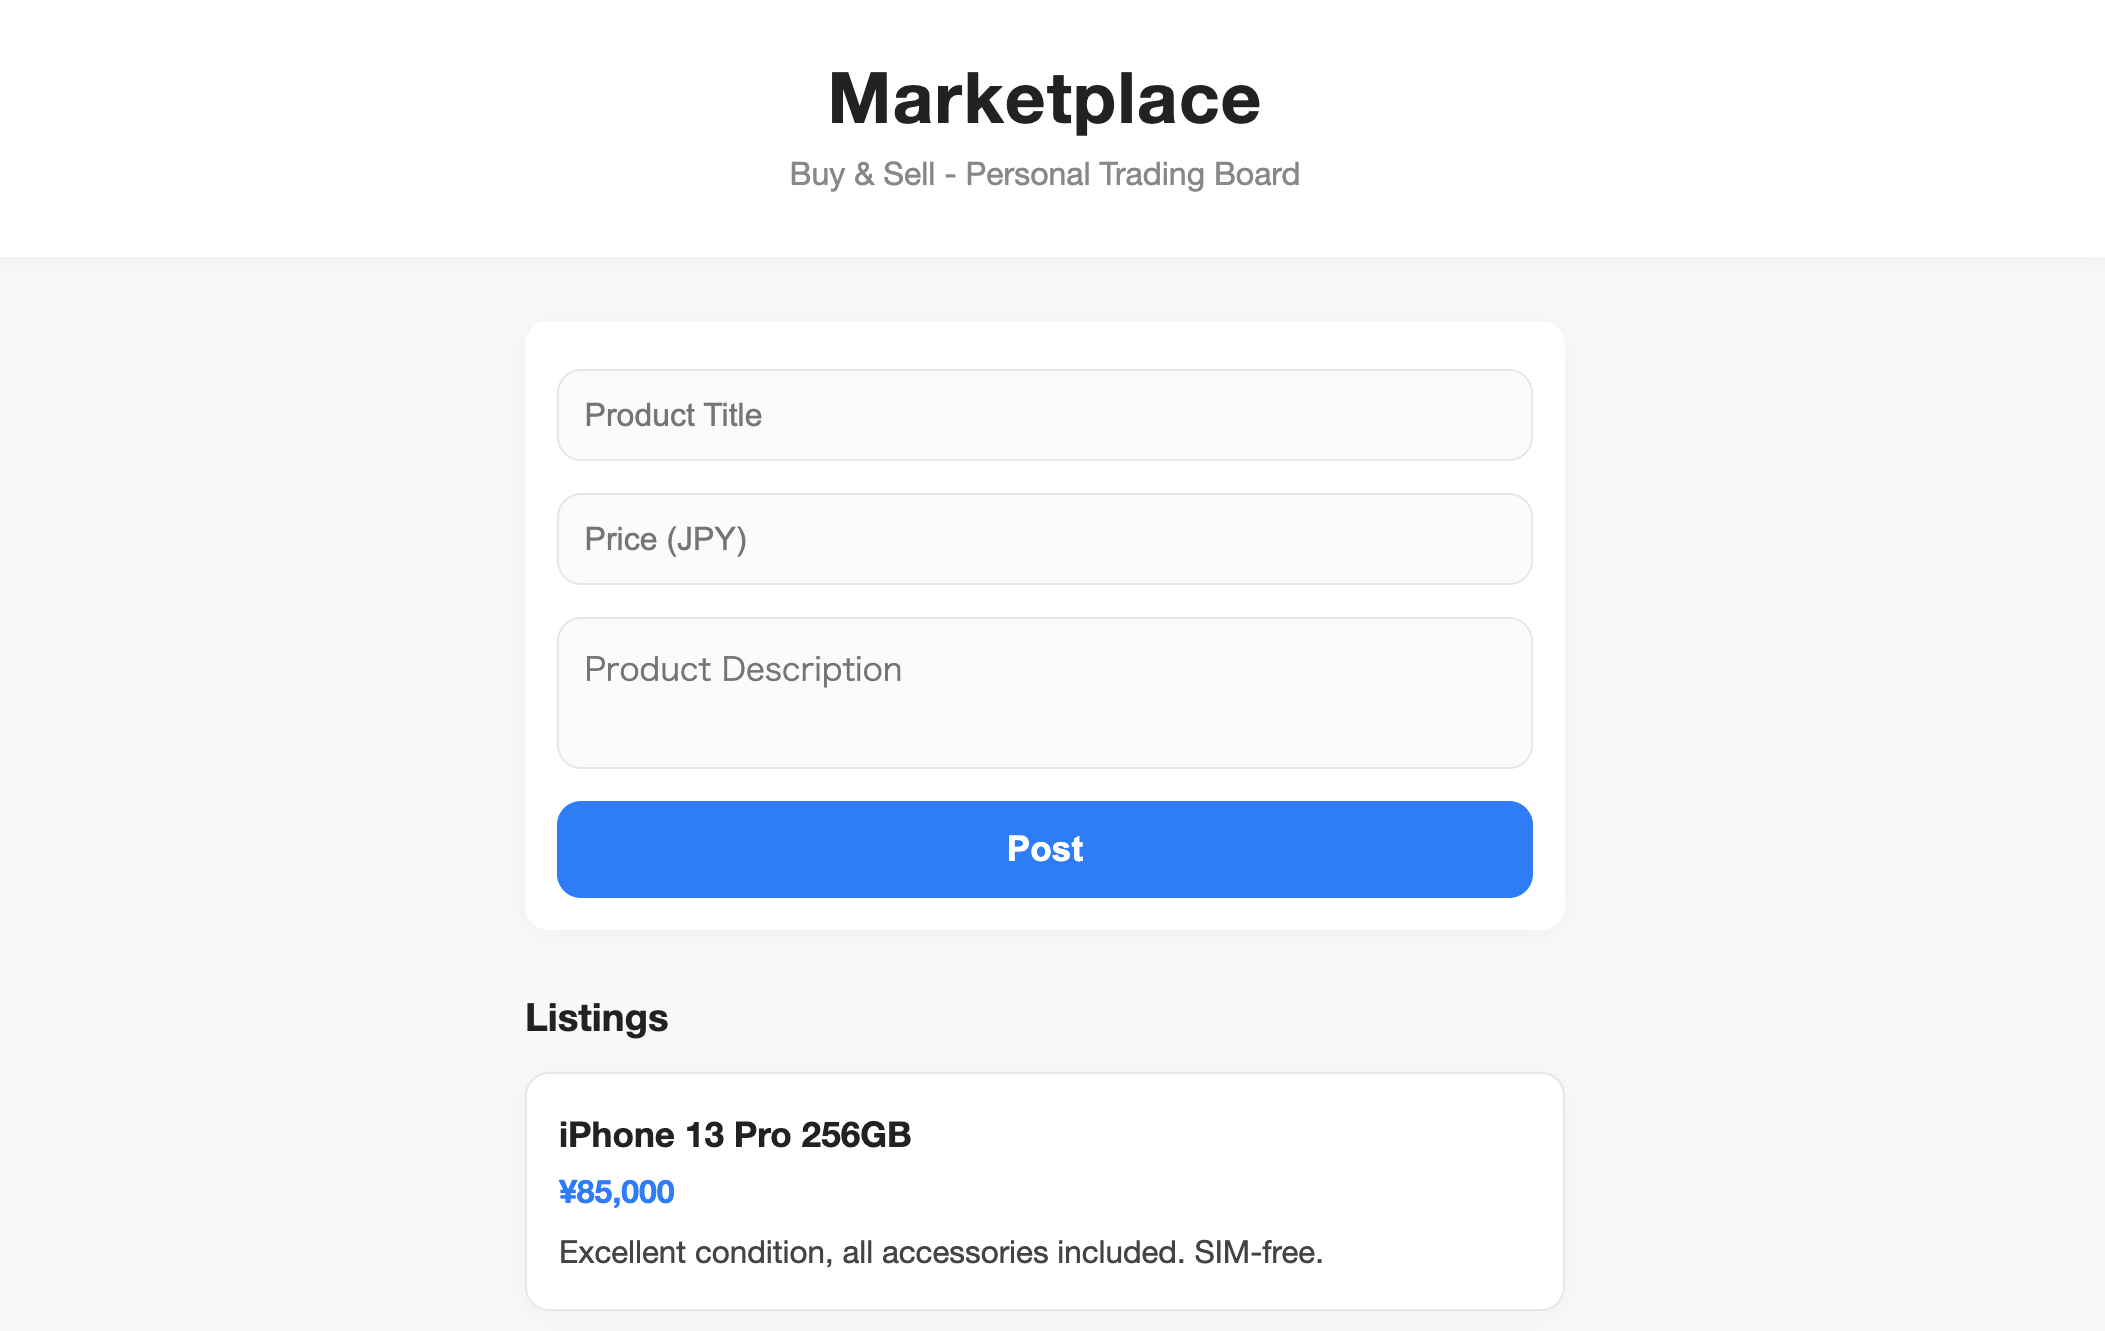 Marketplace
Buy & Sell - Personal Trading Board
Product Title
Price (JPY)
Product Description
Post
Listings
iPhone 13 Pro 256GB
¥85,000
Excellent condition, all accessories included. SIM-free.